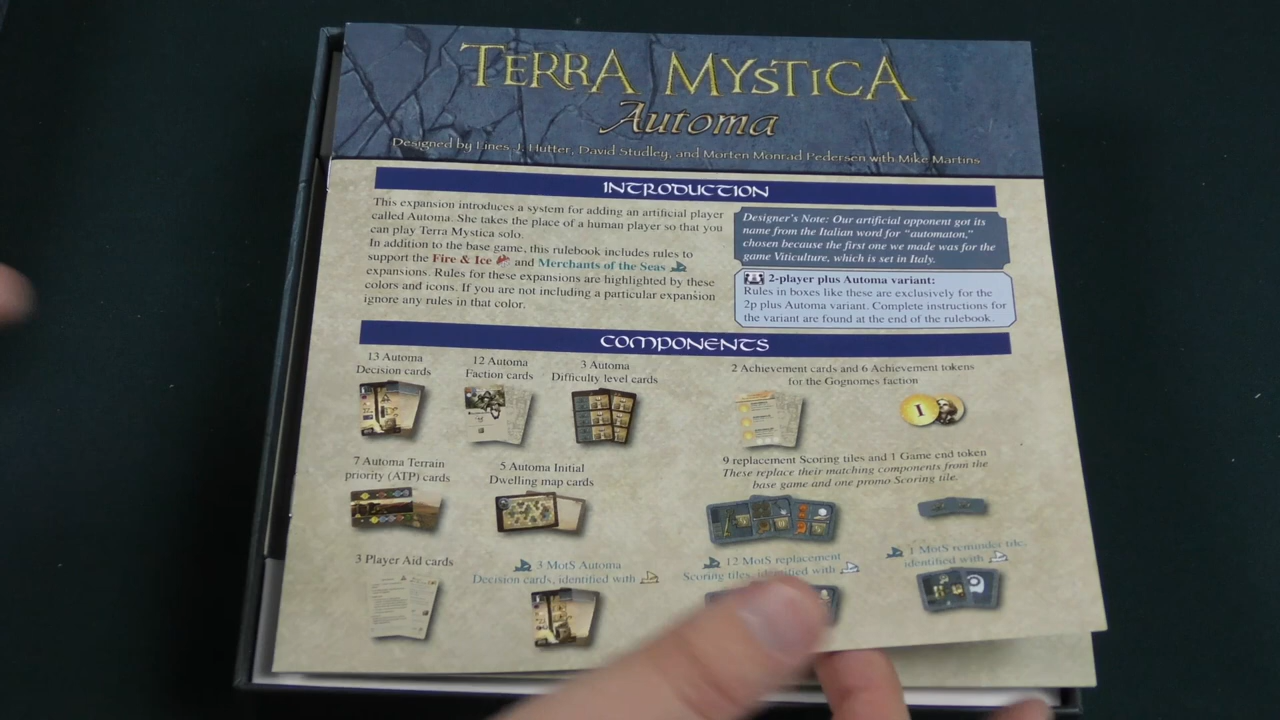 TERRA MYSTICA
Automa
Designed by Lines J. Hutter, David Studley, and Morten Monrad Pedersen with Mike Martins
INTRODUCTION
This expansion introduces a system for adding an artificial player
called Automa. She takes the place of a human player so that you
can play Terra Mystica solo.
In addition to the base game, this rulebook includes rules to
support the Fire & Ice and Merchants of the Seas
expansions. Rules for these expansions are highlighted by these
colors and icons. If you are not including a particular expansion
ignore any rules in that color.
Designer's Note: Our artificial opponent got its
name from the Italian word for "automaton,"
chosen because the first one we made was for the
game Viticulture, which is set in Italy.
2-player plus Automa variant:
Rules in boxes like these are exclusively for the
2p plus Automa variant. Complete instructions for
the variant are found at the end of the rulebook.
COMPONENTS
13 Automa
Decision cards
12 Automa
Faction cards
3 Automa
Difficulty level cards
2 Achievement cards and 6 Achievement tokens
for the Gognomes faction
I
7 Automa Terrain
priority (ATP) cards
5 Automa Initial
Dwelling map cards
9 replacement Scoring tiles and 1 Game end token
These replace their matching components from the
base game and one promo Scoring tile.
3 Player Aid cards
3 MotS Automa
Decision cards, identified with
12 MotS replacement
Scoring tiles, identified with
1 MotS reminder tile,
identified with